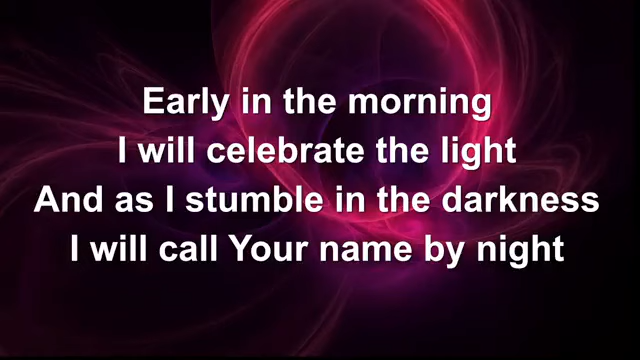 Early in the morning
I will celebrate the light
And as I stumble in the darkness
I will call Your name by night